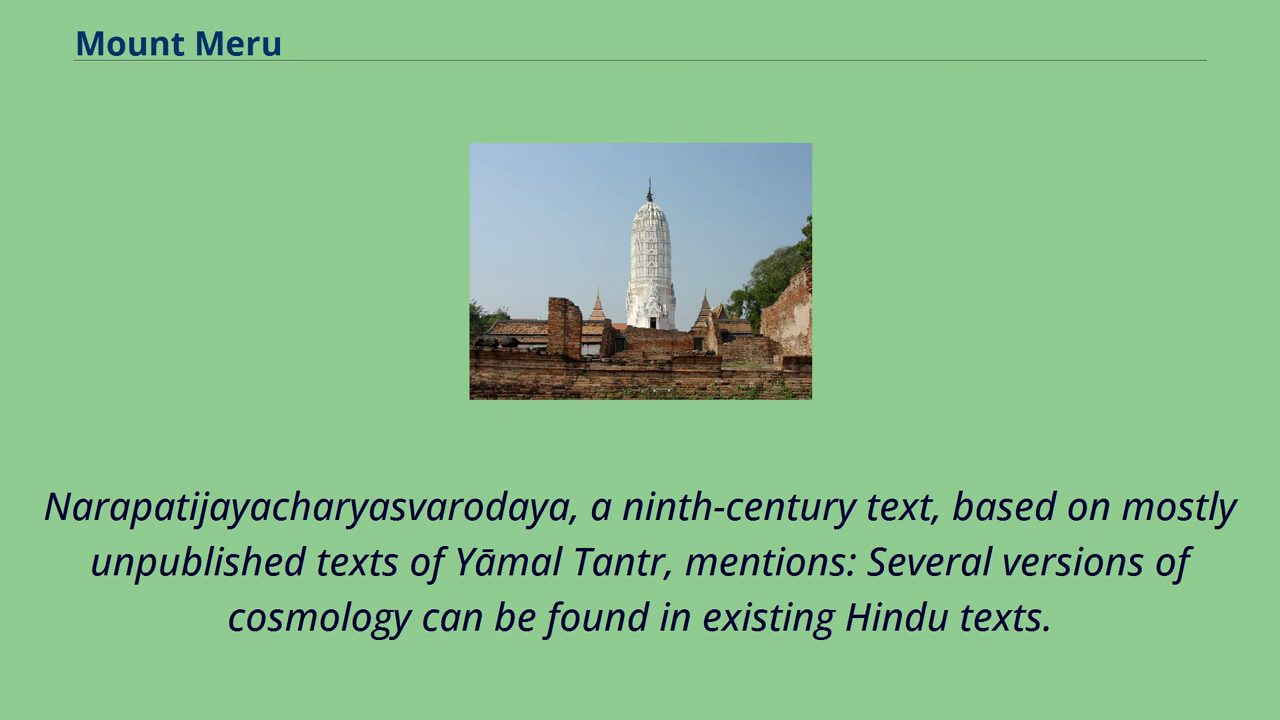 Mount Meru
Narapatijayacharyasvarodaya, a ninth-century text, based on mostly
unpublished texts of Yāmal Tantr, mentions: Several versions of
cosmology can be found in existing Hindu texts.